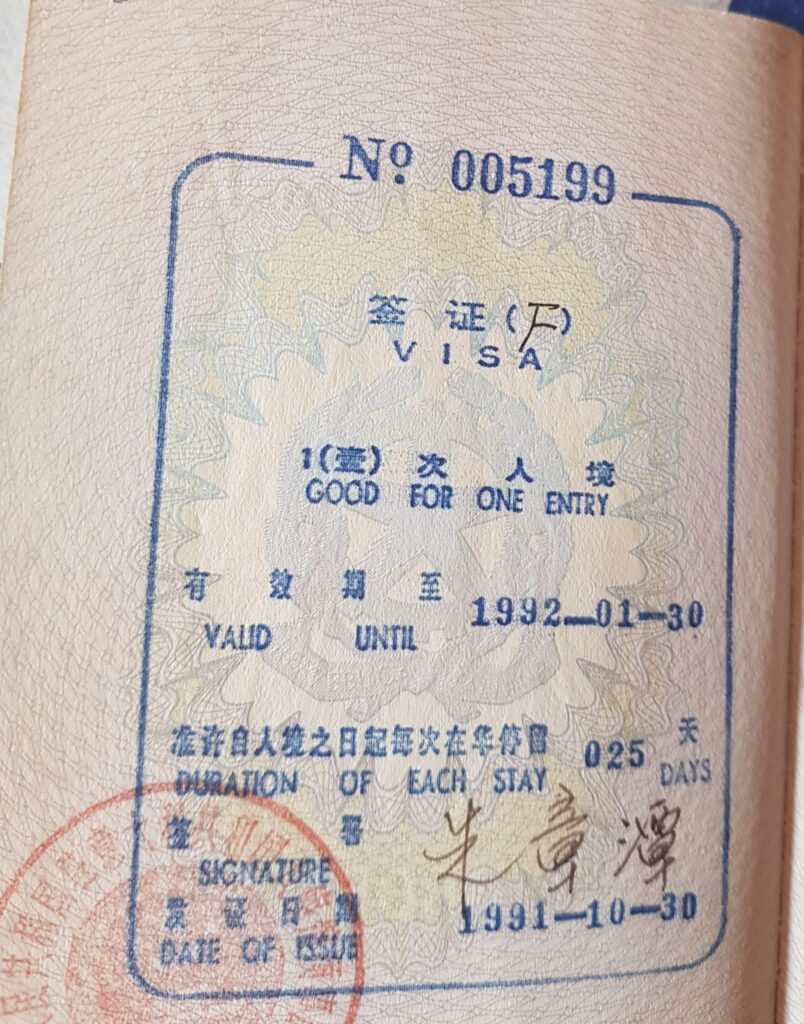 Nº 005199
签 证 (F)
VISA
1(壹) 次 入 境
GOOD FOR ONE ENTRY
有 效 期 至 1992-01-30
VALID UNTIL
准许自入境之日起每次在华停留 025 天
DURATION OF EACH STAY DAYS
签 署 朱章潭
SIGNATURE
发 证 日 期 1991-10-30
DATE OF ISSUE